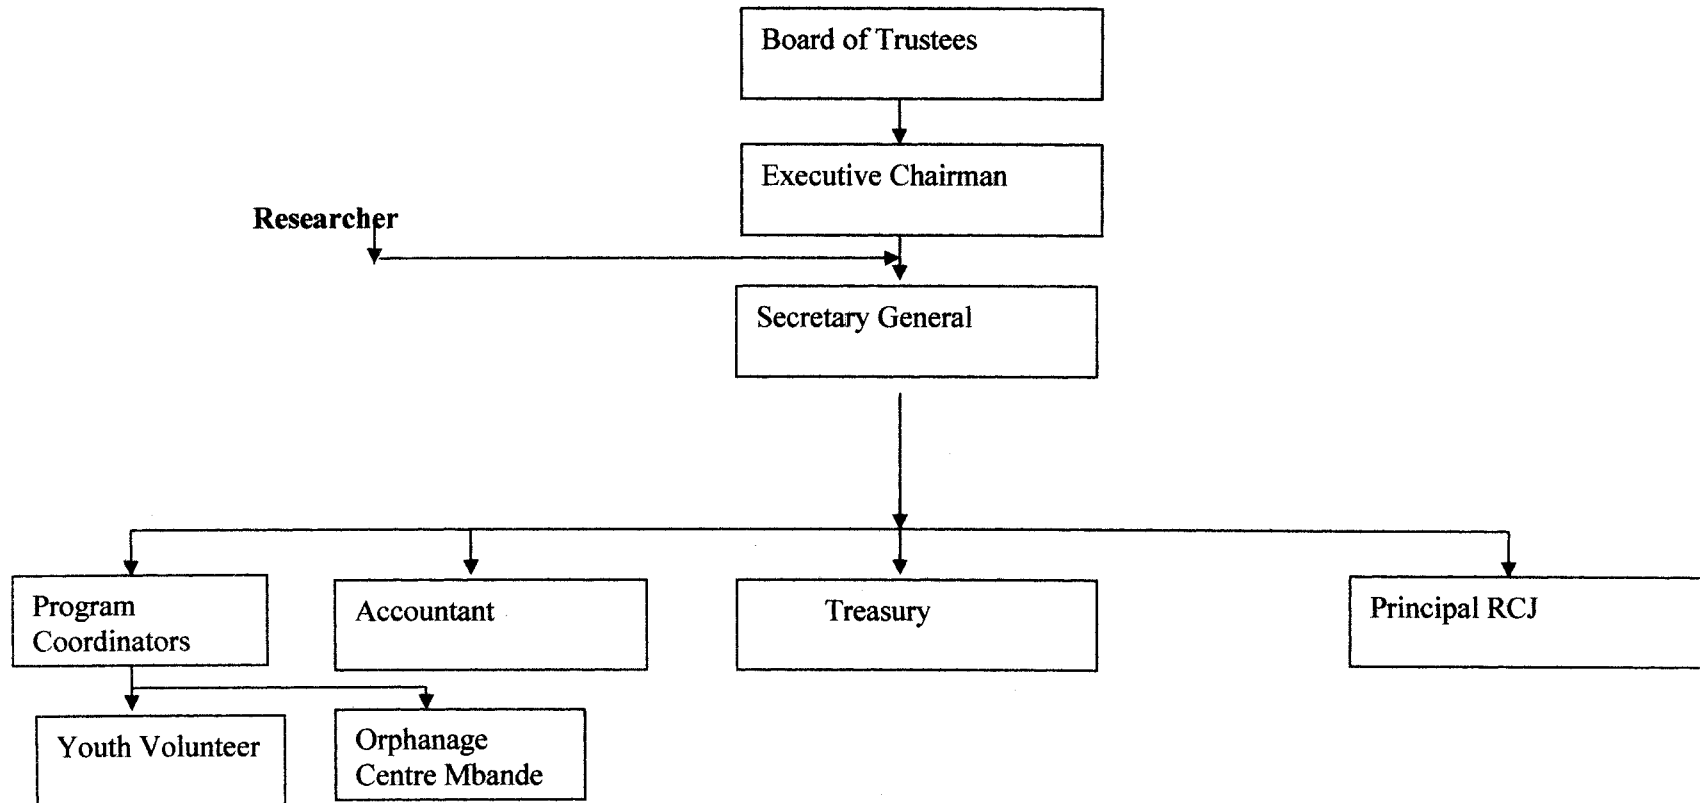 Board of Trustees
Executive Chairman
Researcher
Secretary General
Program
Coordinators
Accountant
Treasury
Principal RCJ
Youth Volunteer
Orphanage
Centre Mbande